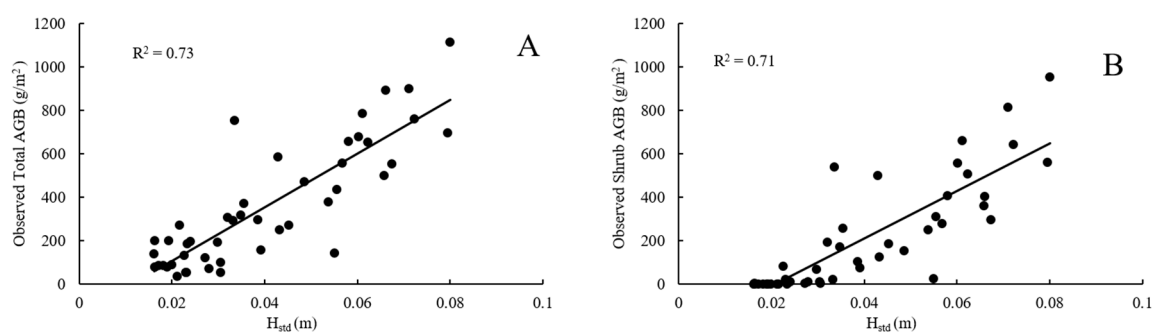 A
R² = 0.73
Observed Total AGB (g/m²)
1200
1000
800
600
400
200
0
0 0.02 0.04 0.06 0.08 0.1
H_std (m)
B
R² = 0.71
Observed Shrub AGB (g/m²)
1200
1000
800
600
400
200
0
0 0.02 0.04 0.06 0.08 0.1
H_std (m)